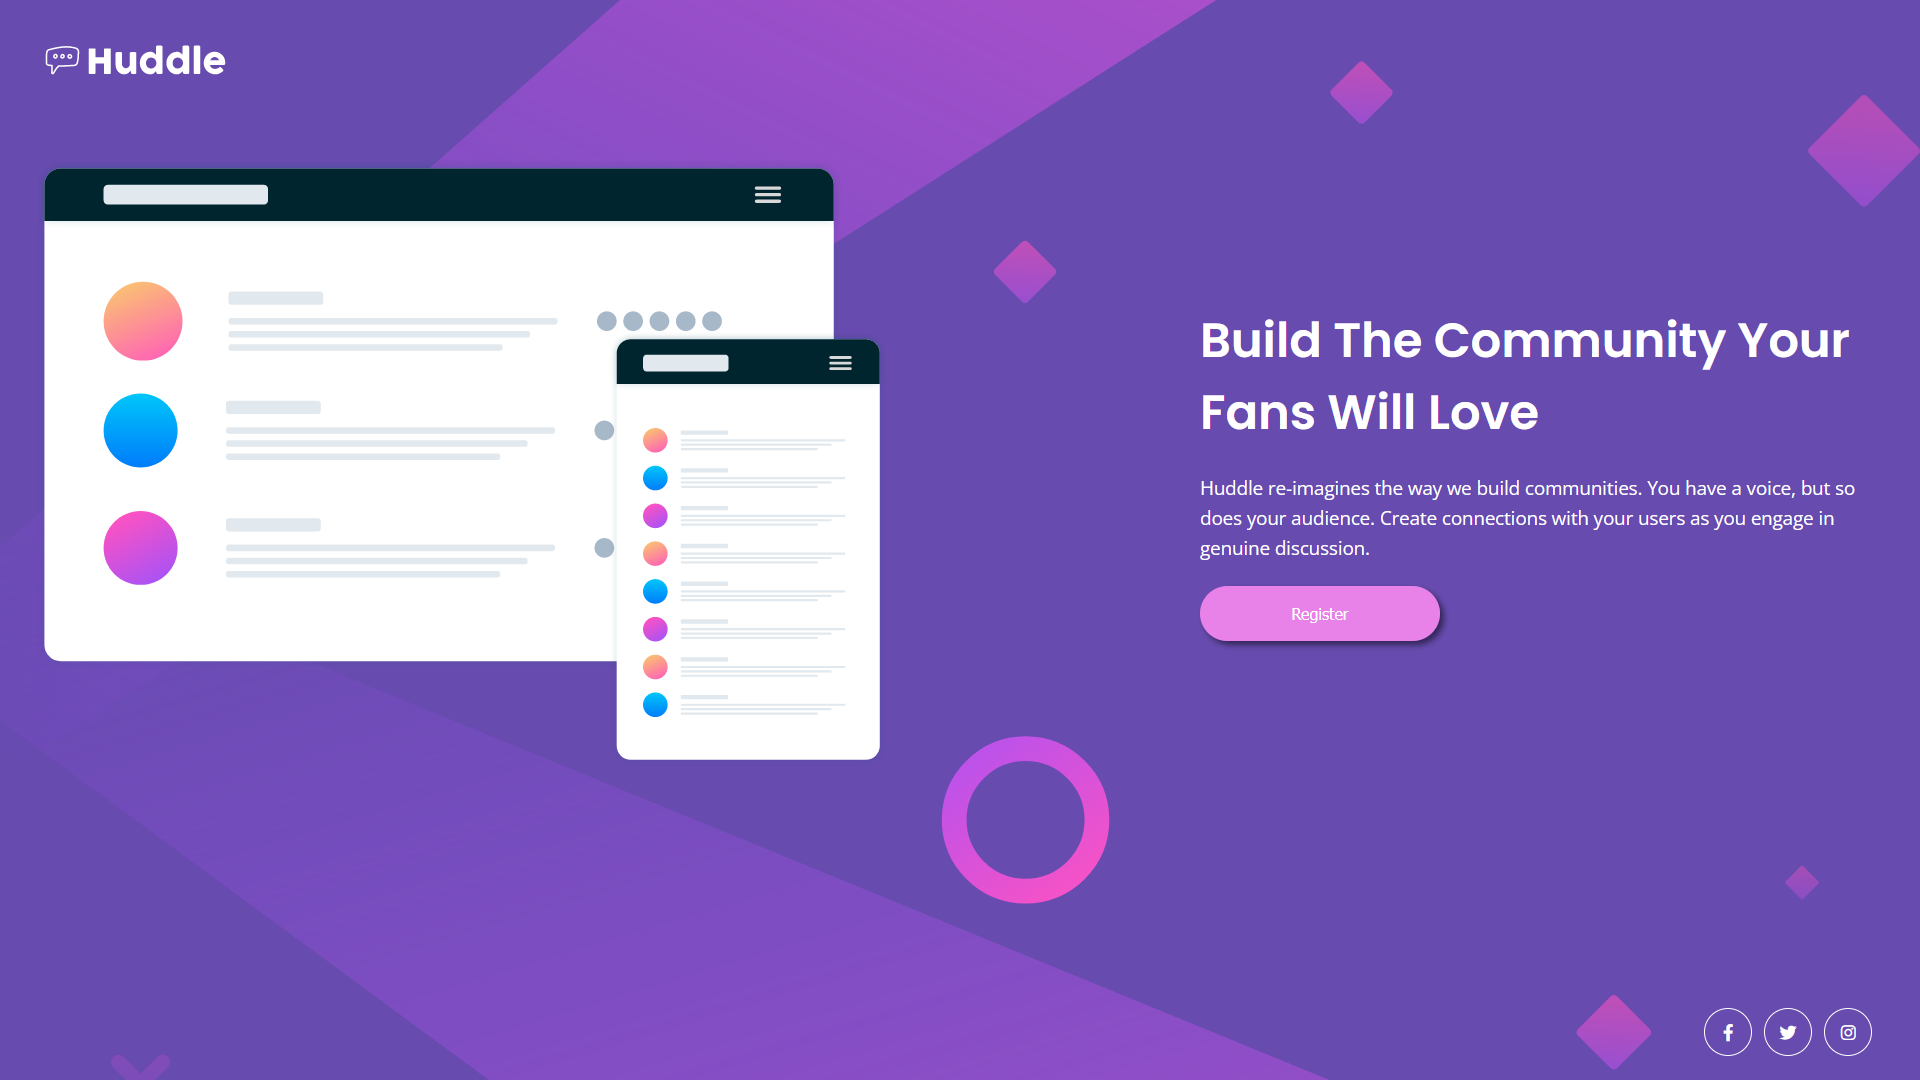 Huddle
Build The Community Your
Fans Will Love
Huddle re-imagines the way we build communities. You have a voice, but so
does your audience. Create connections with your users as you engage in
genuine discussion.
Register